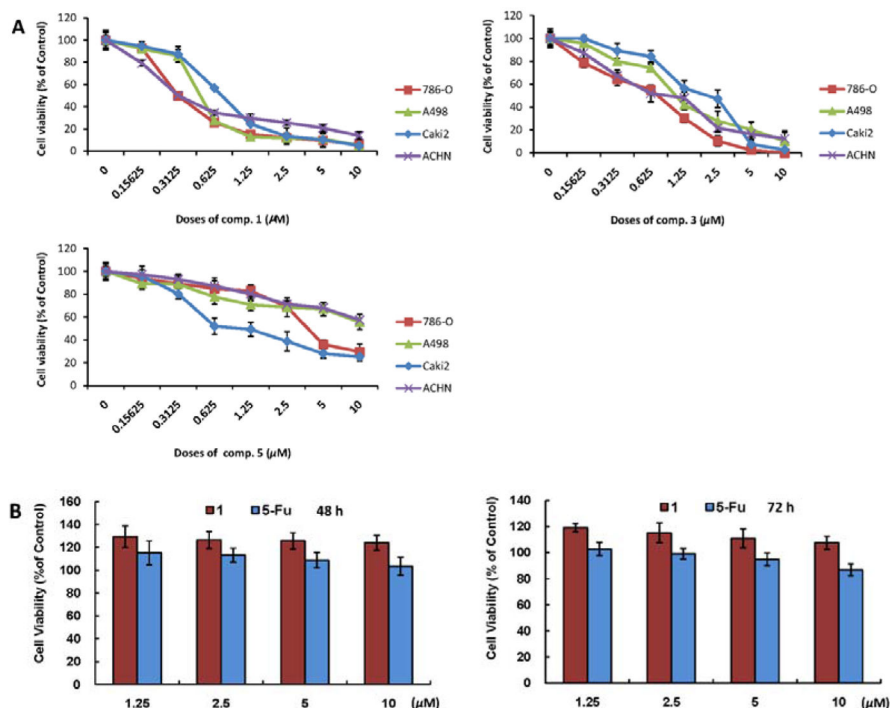 A
Cell viability (% of Control)
120
100
80
60
40
20
0
0 0.15625 0.3125 0.625 1.25 2.5 5 10
Doses of comp. 1 (µM)
786-O
A498
Caki2
ACHN
Cell viability (% of Control)
120
100
80
60
40
20
0
0 0.15625 0.3125 0.625 1.25 2.5 5 10
Doses of comp. 3 (µM)
786-O
A498
Caki2
ACHN
Cell viability (% of Control)
120
100
80
60
40
20
0
0 0.15625 0.3125 0.625 1.25 2.5 5 10
Doses of comp. 5 (µM)
786-O
A498
Caki2
ACHN
B
Cell Viability (%of Control)
160
140
120
100
80
60
40
20
0
1 5-Fu 48 h
1.25 2.5 5 10 (µM)
Cell Viability (% of Control)
140
120
100
80
60
40
20
0
1 5-Fu 72 h
1.25 2.5 5 10 (µM)